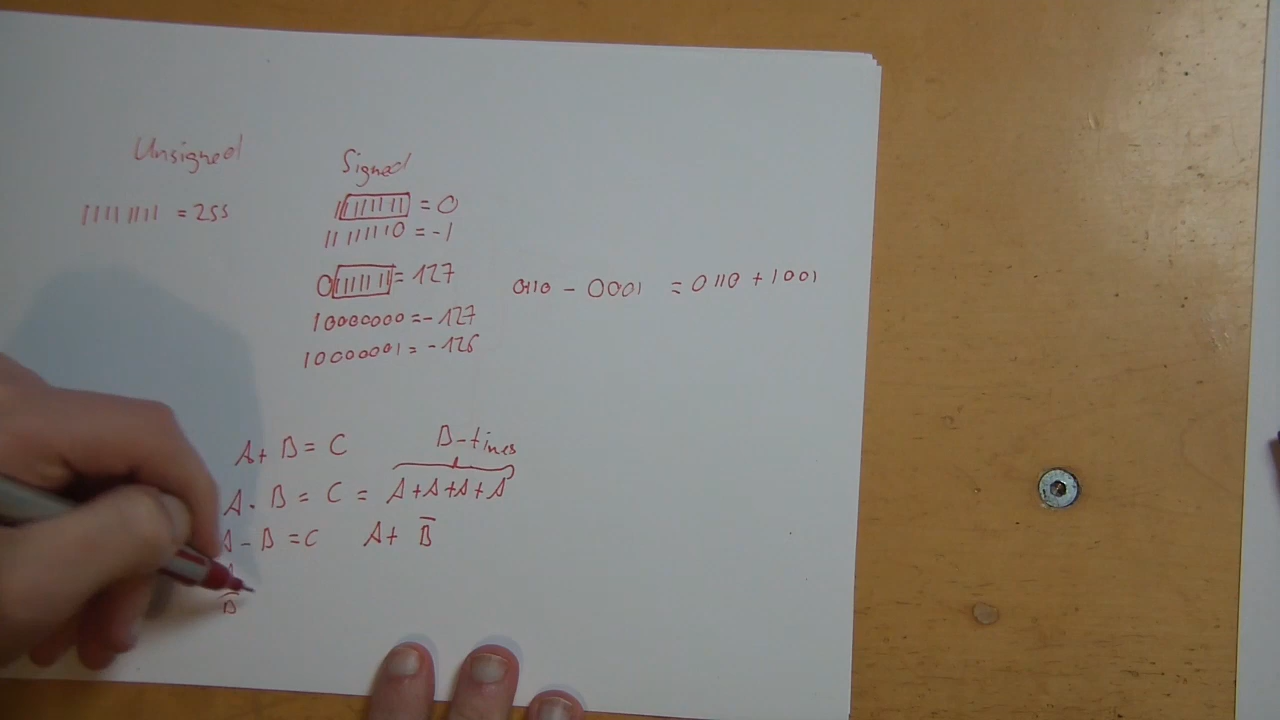 Unsigned
11111111 = 255
Signed
11111111 = 0
11111110 = -1
01111111 = 127
10000000 = -127
10000001 = -126
0110 - 0001 = 0110 + 1001
A + B = C
B-times
A · B = C = A+A+A+A
A - B = C A + B̅
A
B